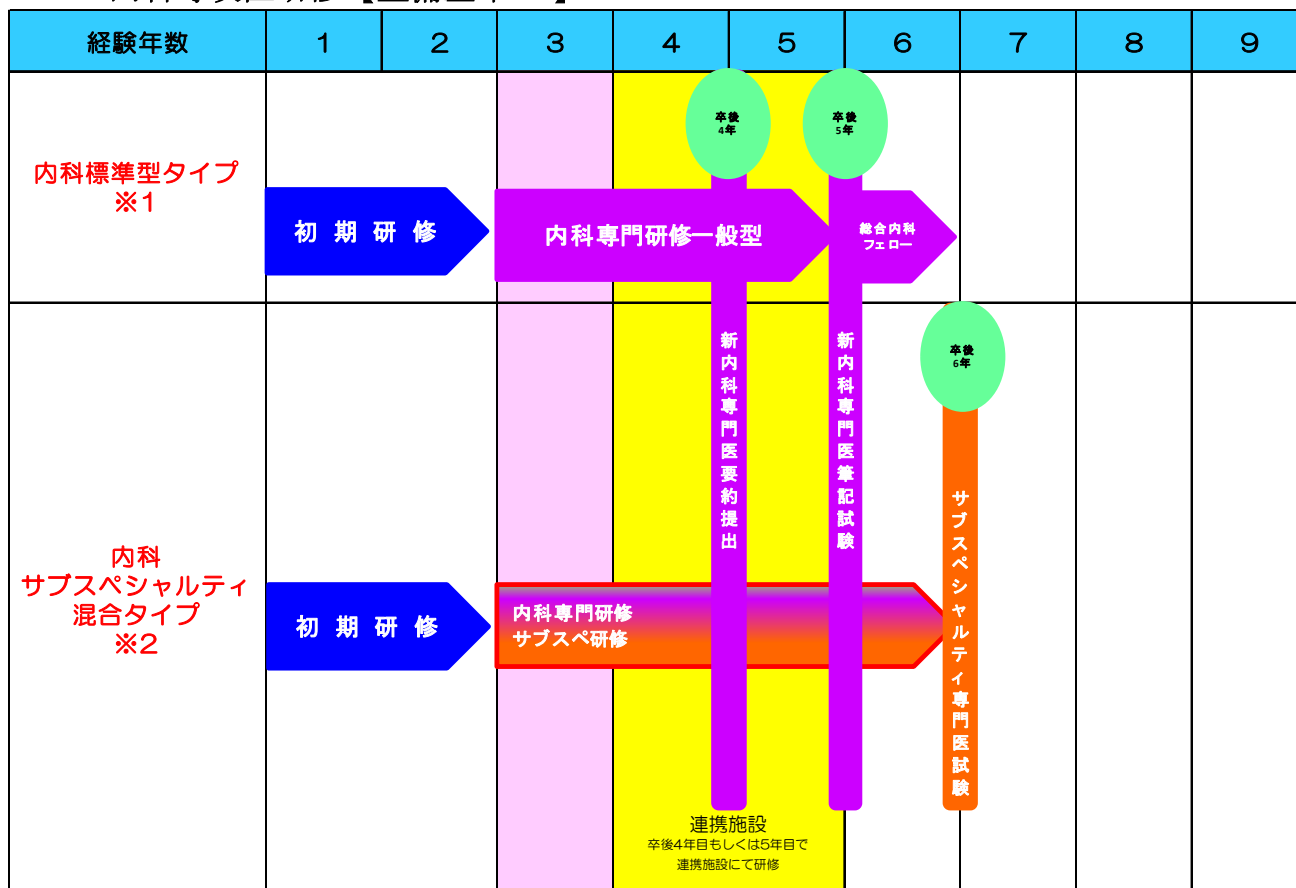 経験年数 1 2 3 4 5 6 7 8 9
卒後
4年
卒後
5年
内科標準型タイプ
※1
初期研修
内科専門研修一般型
総合内科
フェロー
新内科専門医要約提出
新内科専門医筆記試験
卒後
6年
サブスペシャルティ専門医試験
内科
サブスペシャルティ
混合タイプ
※2
初期研修
内科専門研修
サブスペ研修
連携施設
卒後4年目もしくは5年目で
連携施設にて研修